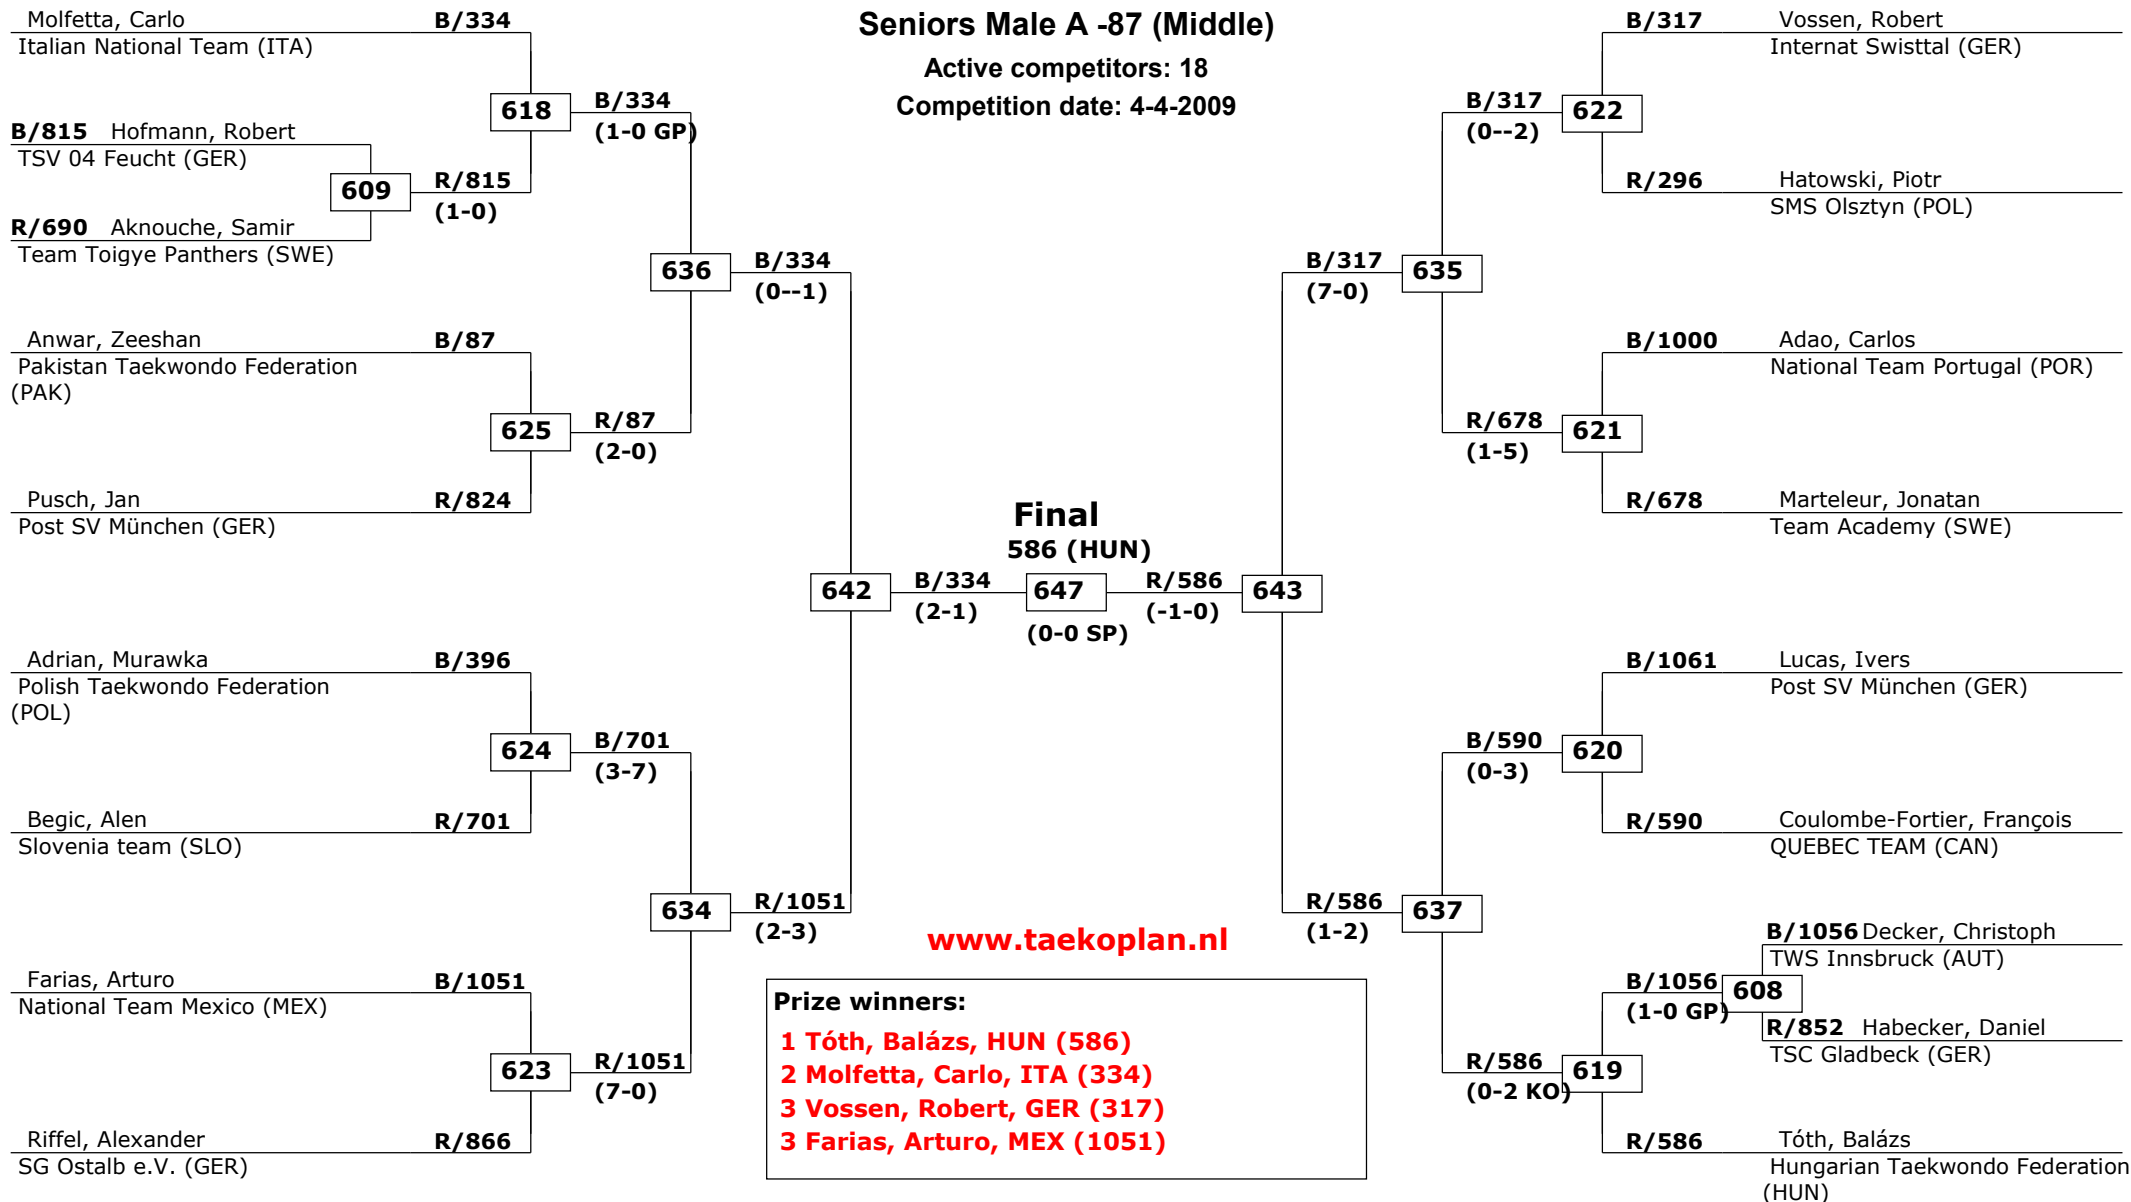 Seniors Male A -87 (Middle)
Active competitors: 18
Competition date: 4-4-2009
Molfetta, Carlo B/334
Italian National Team (ITA)
618
B/334
(1-0 GP)
B/815 Hofmann, Robert
TSV 04 Feucht (GER)
609
R/815
(1-0)
R/690 Aknouche, Samir
Team Toigye Panthers (SWE)
636
B/334
(0--1)
Anwar, Zeeshan B/87
Pakistan Taekwondo Federation
(PAK)
625
R/87
(2-0)
Pusch, Jan R/824
Post SV München (GER)
642
B/334
(2-1)
Adrian, Murawka B/396
Polish Taekwondo Federation
(POL)
624
B/701
(3-7)
Begic, Alen R/701
Slovenia team (SLO)
634
R/1051
(2-3)
Farias, Arturo B/1051
National Team Mexico (MEX)
623
R/1051
(7-0)
Riffel, Alexander R/866
SG Ostalb e.V. (GER)
Final
586 (HUN)
647
(0-0 SP)
R/586
(-1-0)
643
B/317 Vossen, Robert
Internat Swisttal (GER)
B/317
(0--2)
622
R/296 Hatowski, Piotr
SMS Olsztyn (POL)
B/317
(7-0)
635
B/1000 Adao, Carlos
National Team Portugal (POR)
R/678
(1-5)
621
R/678 Marteleur, Jonatan
Team Academy (SWE)
B/1061 Lucas, Ivers
Post SV München (GER)
B/590
(0-3)
620
R/590 Coulombe-Fortier, François
QUEBEC TEAM (CAN)
R/586
(1-2)
637
B/1056 Decker, Christoph
TWS Innsbruck (AUT)
B/1056
(1-0 GP)
608
R/852 Habecker, Daniel
TSC Gladbeck (GER)
R/586
(0-2 KO)
619
R/586 Tóth, Balázs
Hungarian Taekwondo Federation
(HUN)
www.taekoplan.nl
Prize winners:
1 Tóth, Balázs, HUN (586)
2 Molfetta, Carlo, ITA (334)
3 Vossen, Robert, GER (317)
3 Farias, Arturo, MEX (1051)